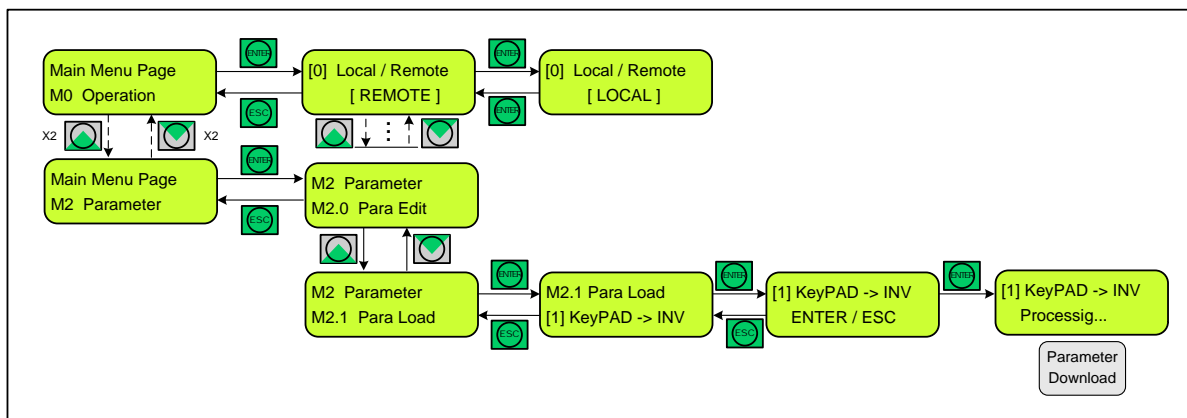 ENTER
ENTER
Main Menu Page
M0 Operation
[0] Local / Remote
[ REMOTE ]
[0] Local / Remote
[ LOCAL ]
ESC
ENTER
X2
X2
ENTER
Main Menu Page
M2 Parameter
M2 Parameter
M2.0 Para Edit
ESC
ENTER
ENTER
ENTER
M2 Parameter
M2.1 Para Load
M2.1 Para Load
[1] KeyPAD -> INV
[1] KeyPAD -> INV
ENTER / ESC
[1] KeyPAD -> INV
Processig...
ESC
ESC
Parameter
Download